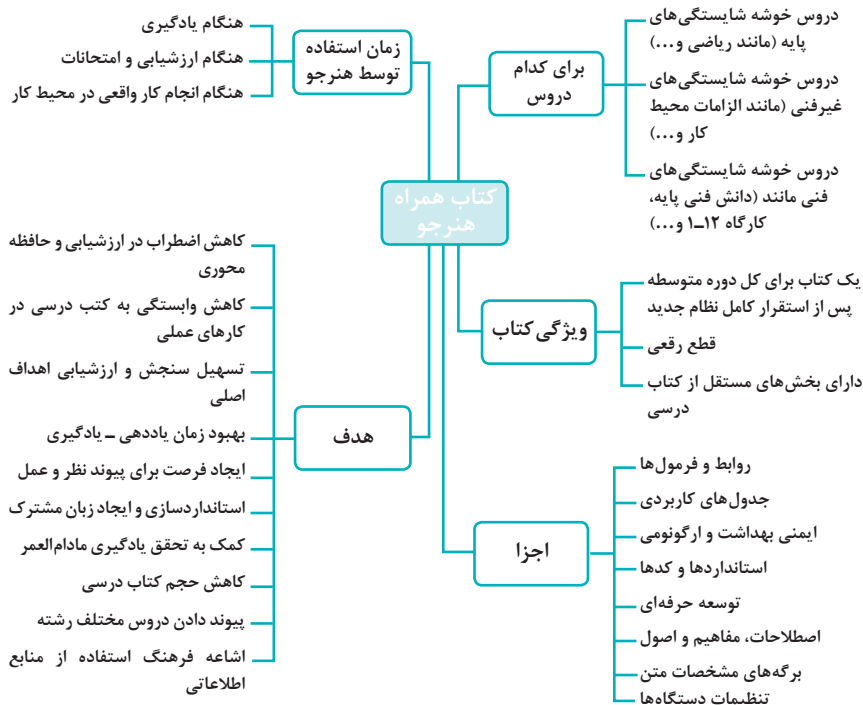 کتاب همراه
هنرجو
برای کدام
دروس
دروس خوشه شایستگی‌های
پایه (مانند ریاضی و...)
دروس خوشه شایستگی‌های
غیرفنی (مانند الزامات محیط
کار و...)
دروس خوشه شایستگی‌های
فنی مانند (دانش فنی پایه،
کارگاه ۱۲ـ۱ و...)
ویژگی کتاب
یک کتاب برای کل دوره متوسطه
پس از استقرار کامل نظام جدید
قطع رقعی
دارای بخش‌های مستقل از کتاب
درسی
اجزا
روابط و فرمول‌ها
جدول‌های کاربردی
ایمنی بهداشت و ارگونومی
استانداردها و کدها
توسعه حرفه‌ای
اصطلاحات، مفاهیم و اصول
برگه‌های مشخصات متن
تنظیمات دستگاه‌ها
زمان استفاده
توسط هنرجو
هنگام یادگیری
هنگام ارزشیابی و امتحانات
هنگام انجام کار واقعی در محیط کار
هدف
کاهش اضطراب در ارزشیابی و حافظه
محوری
کاهش وابستگی به کتب درسی در
کارهای عملی
تسهیل سنجش و ارزشیابی اهداف
اصلی
بهبود زمان یاددهی ـ یادگیری
ایجاد فرصت برای پیوند نظر و عمل
استانداردسازی و ایجاد زبان مشترک
کمک به تحقق یادگیری مادام‌العمر
کاهش حجم کتاب درسی
پیوند دادن دروس مختلف رشته
اشاعه فرهنگ استفاده از منابع
اطلاعاتی